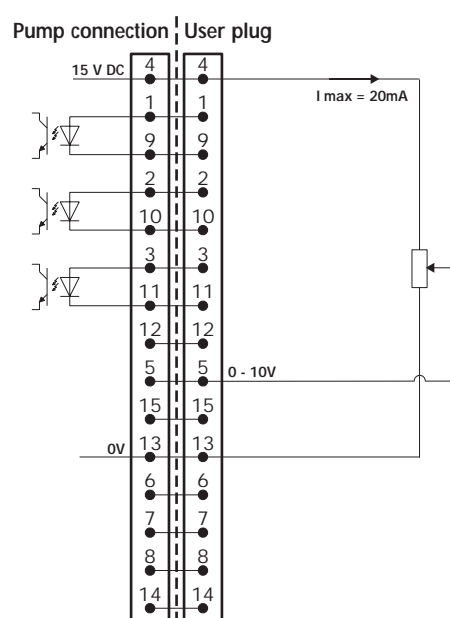 Pump connection User plug
15 V DC 4 4
I max = 20mA
1 1
9 9
2 2
10 10
3 3
11 11
12 12
5 5 0 - 10V
15 15
0V 13 13
6 6
7 7
8 8
14 14